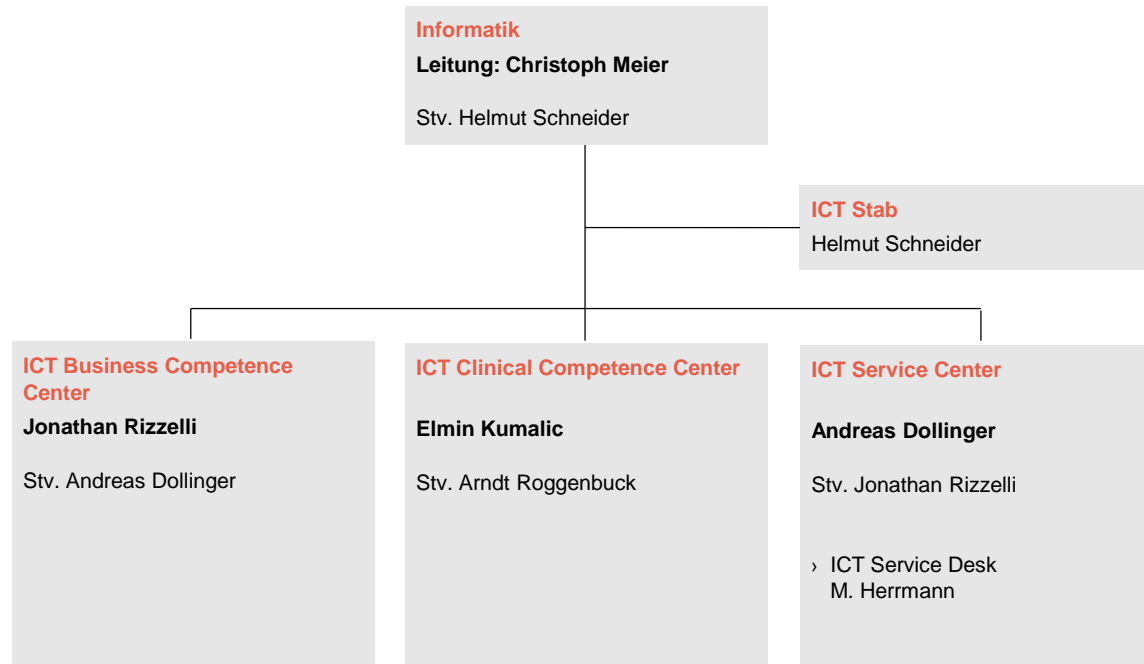 Informatik
Leitung: Christoph Meier
Stv. Helmut Schneider
ICT Stab
Helmut Schneider
ICT Business Competence
Center
Jonathan Rizzelli
Stv. Andreas Dollinger
ICT Clinical Competence Center
Elmin Kumalic
Stv. Arndt Roggenbuck
ICT Service Center
Andreas Dollinger
Stv. Jonathan Rizzelli
› ICT Service Desk
M. Herrmann